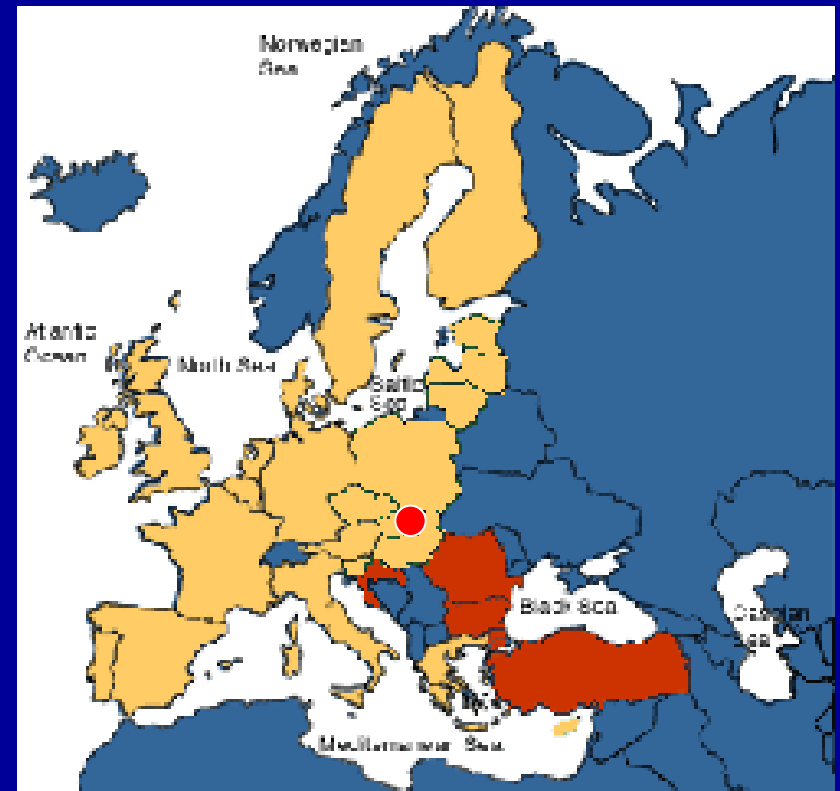 Norwegian
Sea
Atlantic
Ocean
North Sea
Baltic
Sea
Black Sea
Caspian
Sea
Mediterranean Sea